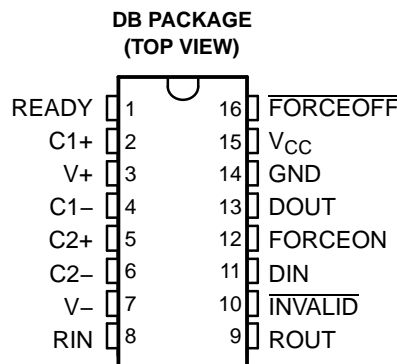 DB PACKAGE
(TOP VIEW)
READY 1 16 FORCEOFF
C1+ 2 15 VCC
V+ 3 14 GND
C1− 4 13 DOUT
C2+ 5 12 FORCEON
C2− 6 11 DIN
V− 7 10 INVALID
RIN 8 9 ROUT